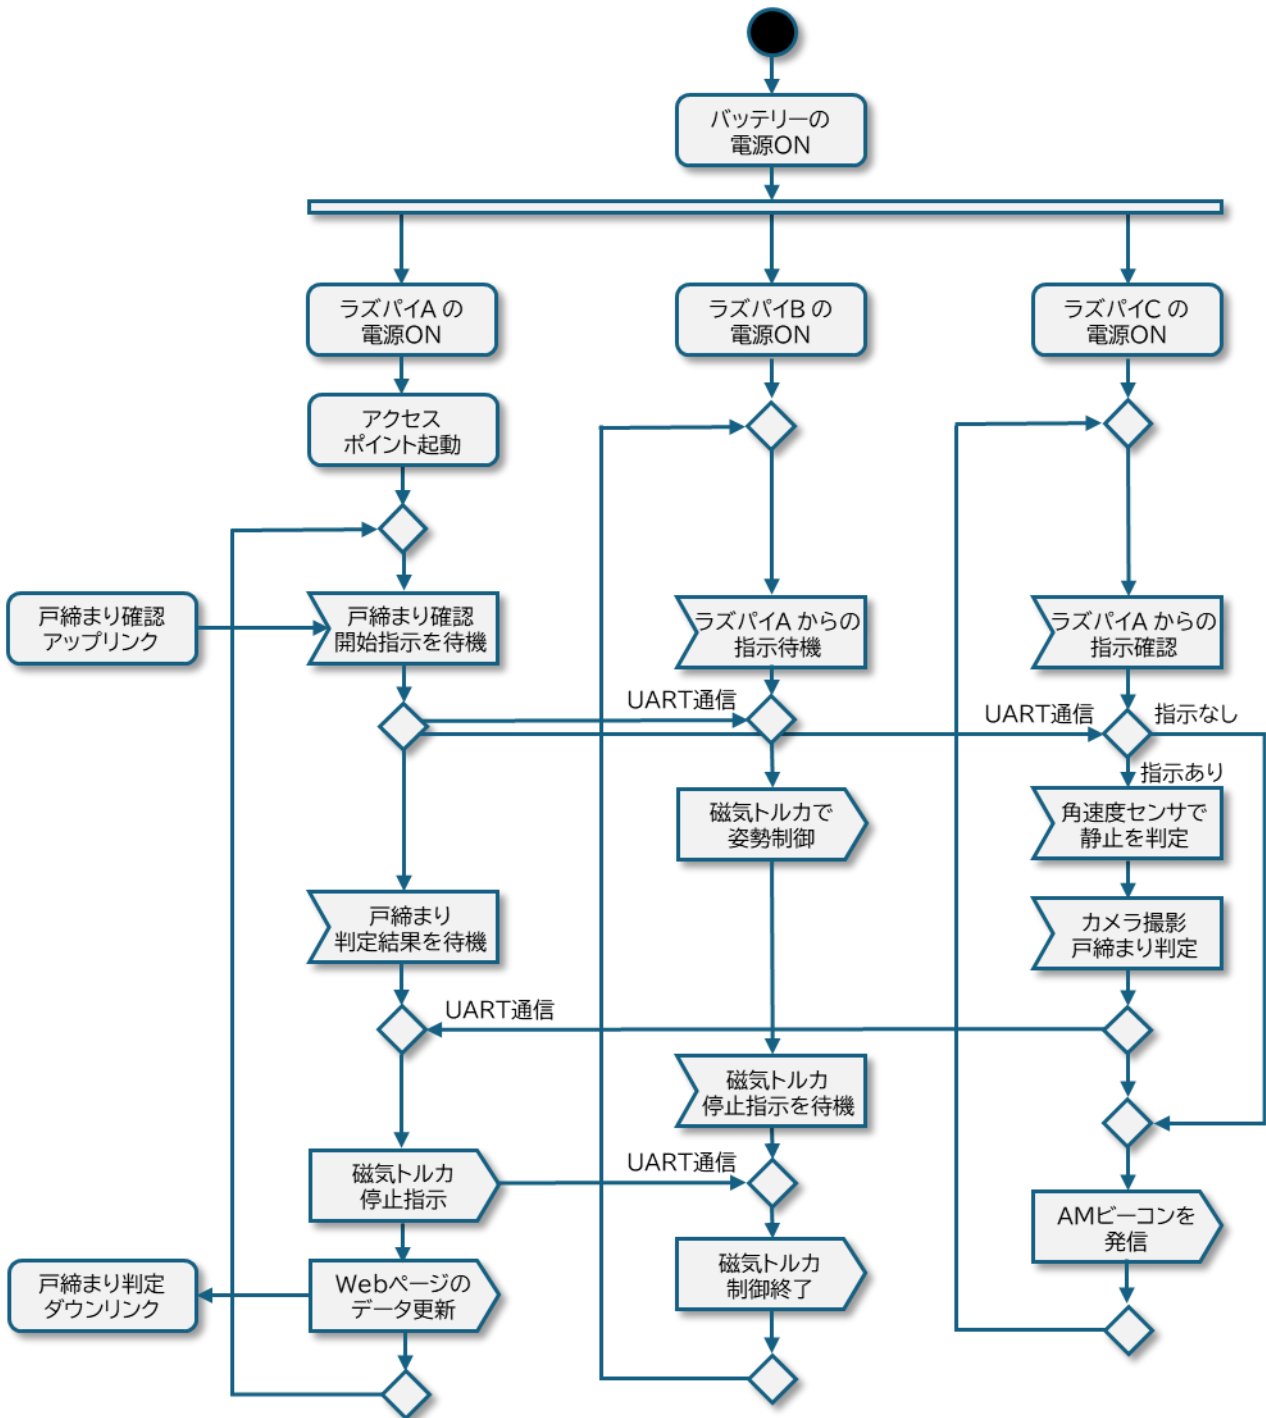 バッテリーの
電源ON
ラズパイA の
電源ON
ラズパイB の
電源ON
ラズパイC の
電源ON
アクセス
ポイント起動
戸締まり確認
アップリンク
戸締まり確認
開始指示を待機
ラズパイA からの
指示待機
ラズパイA からの
指示確認
UART通信
UART通信
指示なし
指示あり
磁気トルカで
姿勢制御
角速度センサで
静止を判定
戸締まり
判定結果を待機
カメラ撮影
戸締まり判定
UART通信
磁気トルカ
停止指示を待機
磁気トルカ
停止指示
UART通信
AMビーコンを
発信
戸締まり判定
ダウンリンク
Webページの
データ更新
磁気トルカ
制御終了